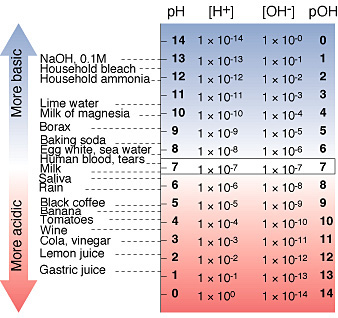 pH [H+] [OH-] pOH
14 1 × 10-14 1 × 10-0 0
NaOH, 0.1M 13 1 × 10-13 1 × 10-1 1
Household bleach
Household ammonia 12 1 × 10-12 1 × 10-2 2
11 1 × 10-11 1 × 10-3 3
Lime water
Milk of magnesia 10 1 × 10-10 1 × 10-4 4
Borax 9 1 × 10-9 1 × 10-5 5
Baking soda
Egg white, sea water 8 1 × 10-8 1 × 10-6 6
Human blood, tears
Milk 7 1 × 10-7 1 × 10-7 7
Saliva
Rain 6 1 × 10-6 1 × 10-8 8
Black coffee 5 1 × 10-5 1 × 10-9 9
Banana
Tomatoes 4 1 × 10-4 1 × 10-10 10
Wine
Cola, vinegar 3 1 × 10-3 1 × 10-11 11
Lemon juice 2 1 × 10-2 1 × 10-12 12
Gastric juice 1 1 × 10-1 1 × 10-13 13
0 1 × 100 1 × 10-14 14
More basic
More acidic